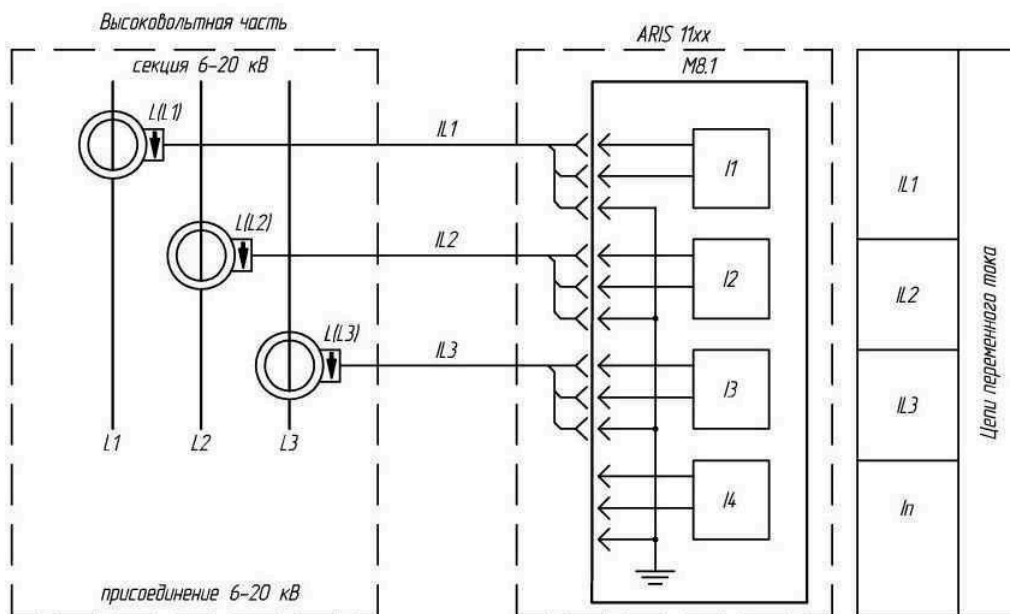 Высоковольтная часть
секция 6-20 кВ
L(L1)
L(L2)
L(L3)
L1
L2
L3
присоединение 6-20 кВ
IL1
IL2
IL3
ARIS 11xx
М8.1
I1
I2
I3
I4
IL1
IL2
IL3
In
Цепи переменного тока